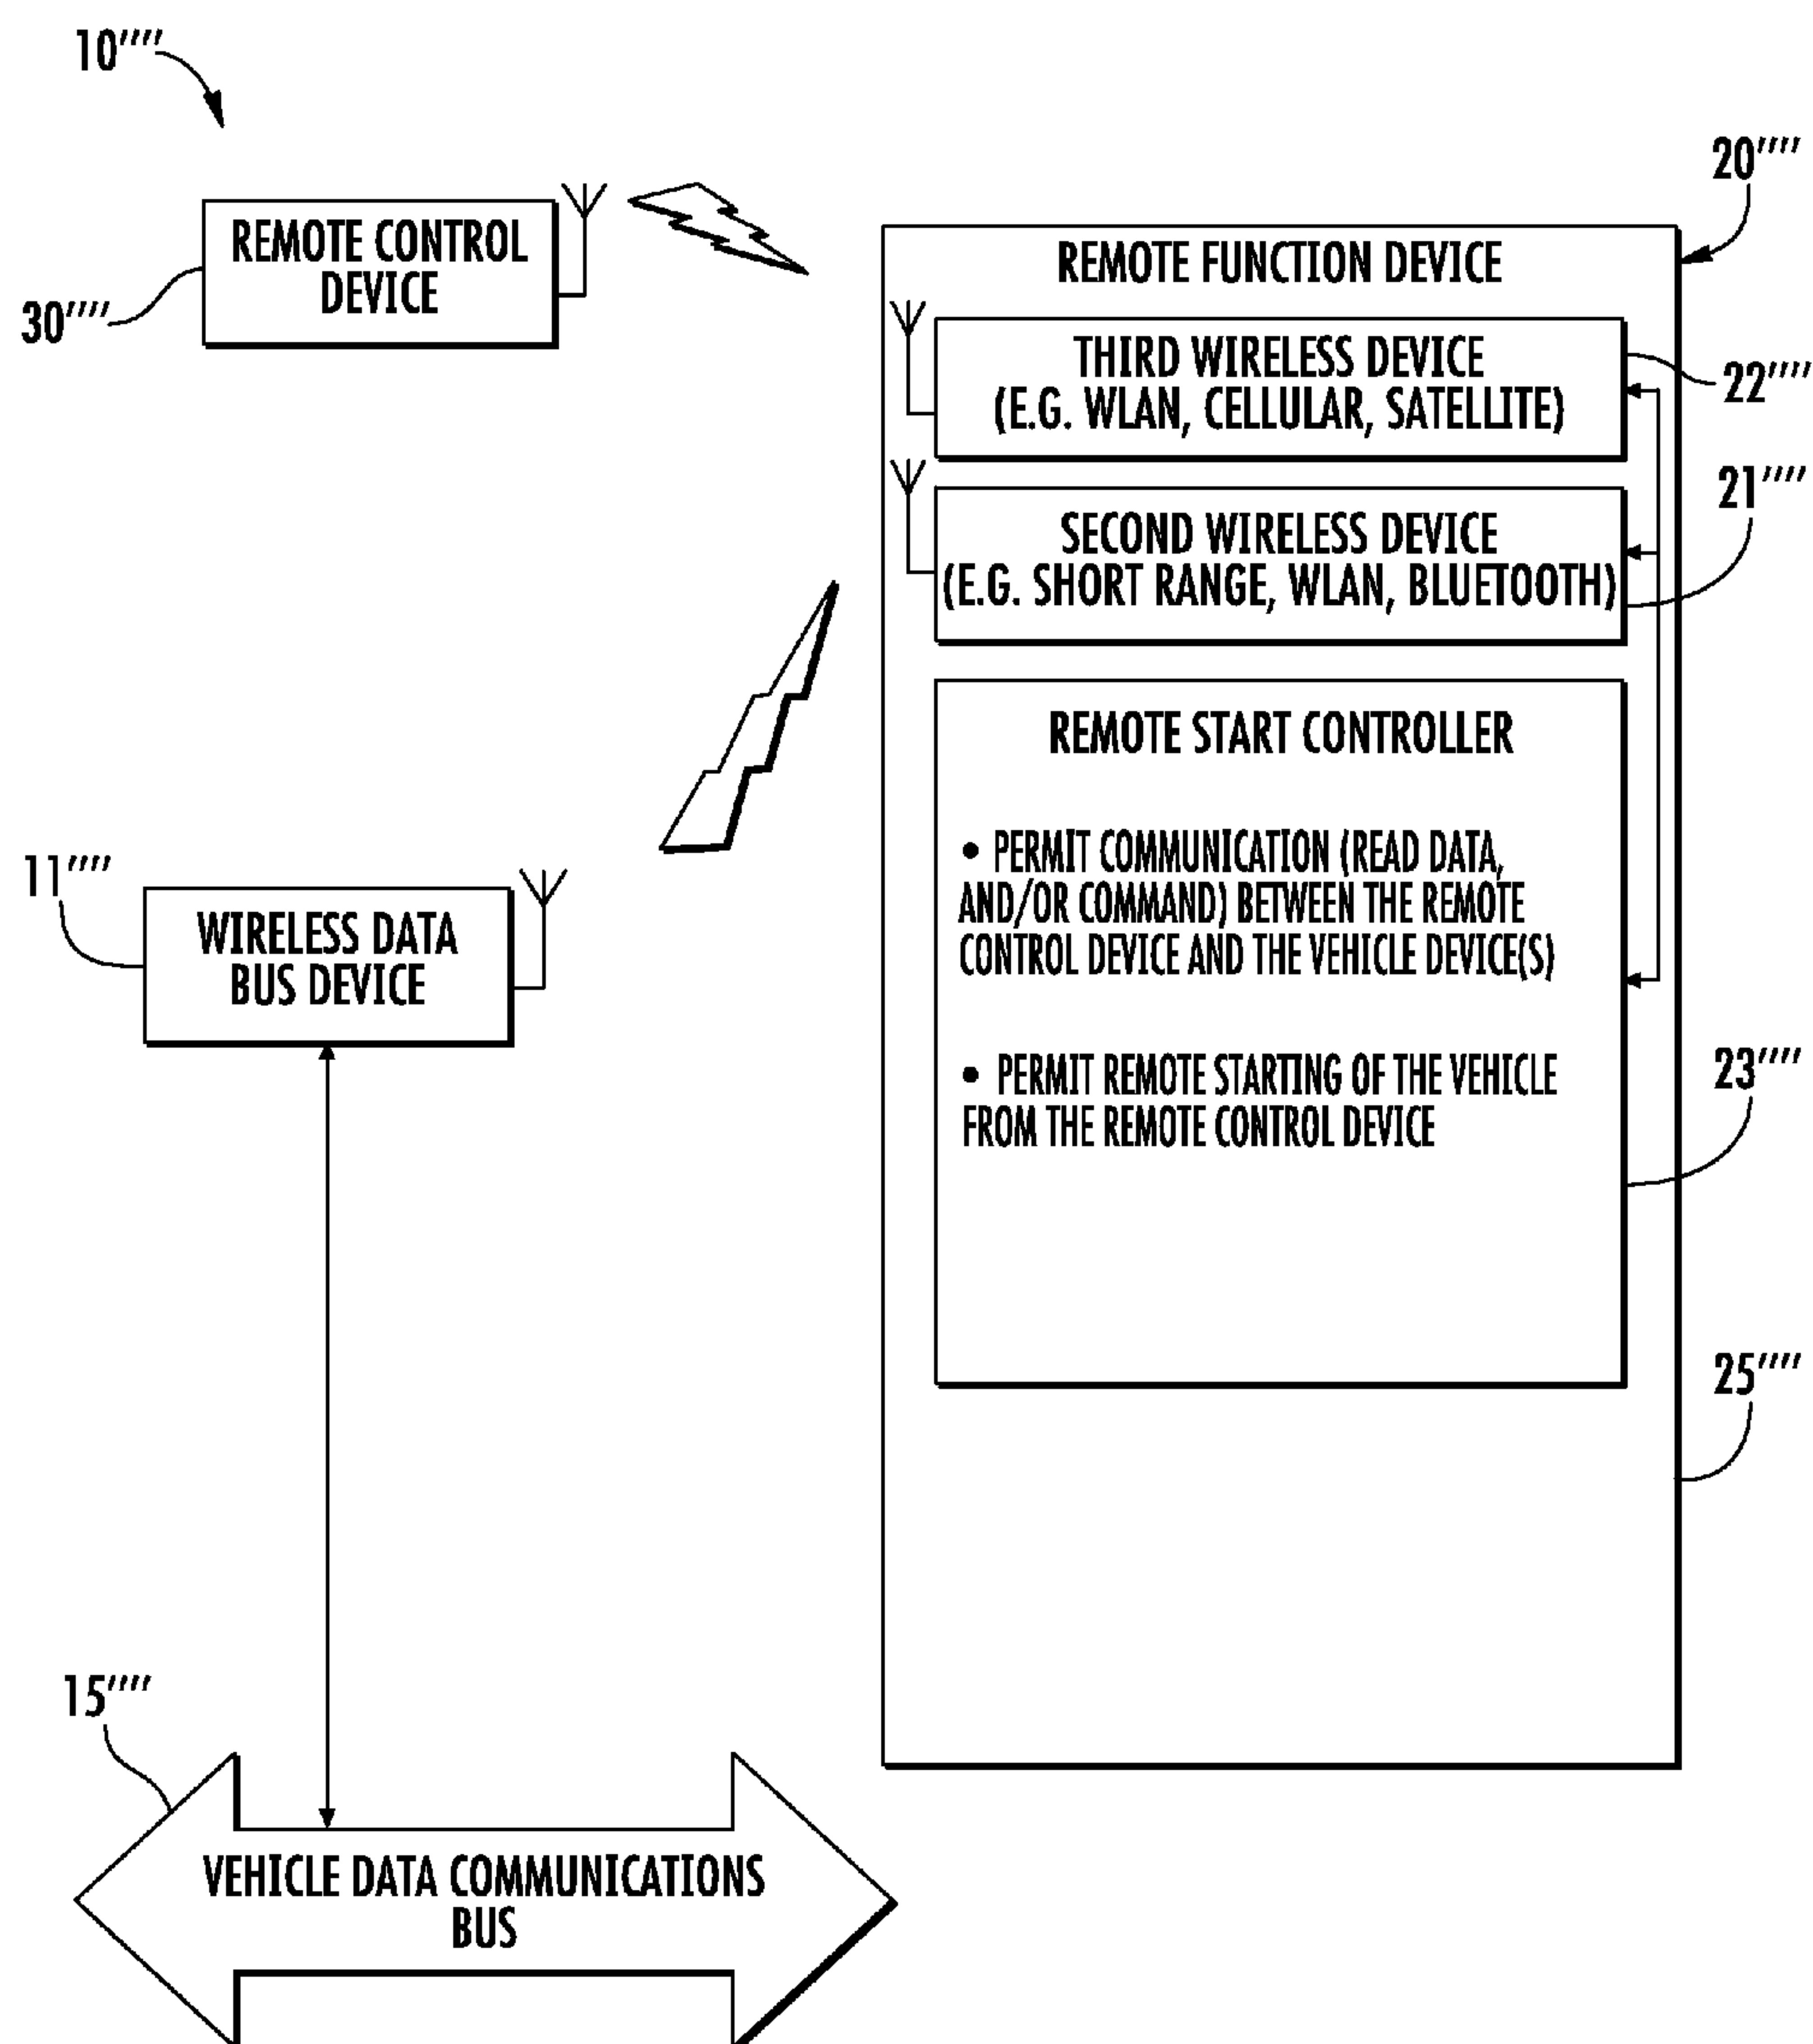 10''''
20''''
REMOTE CONTROL
DEVICE
30''''
REMOTE FUNCTION DEVICE
THIRD WIRELESS DEVICE
(E.G. WLAN, CELLULAR, SATELLITE)
22''''
21''''
SECOND WIRELESS DEVICE
(E.G. SHORT RANGE, WLAN, BLUETOOTH)
REMOTE START CONTROLLER
• PERMIT COMMUNICATION (READ DATA,
AND/OR COMMAND) BETWEEN THE REMOTE
CONTROL DEVICE AND THE VEHICLE DEVICE(S)
• PERMIT REMOTE STARTING OF THE VEHICLE
FROM THE REMOTE CONTROL DEVICE
11''''
WIRELESS DATA
BUS DEVICE
23''''
25''''
15''''
VEHICLE DATA COMMUNICATIONS
BUS